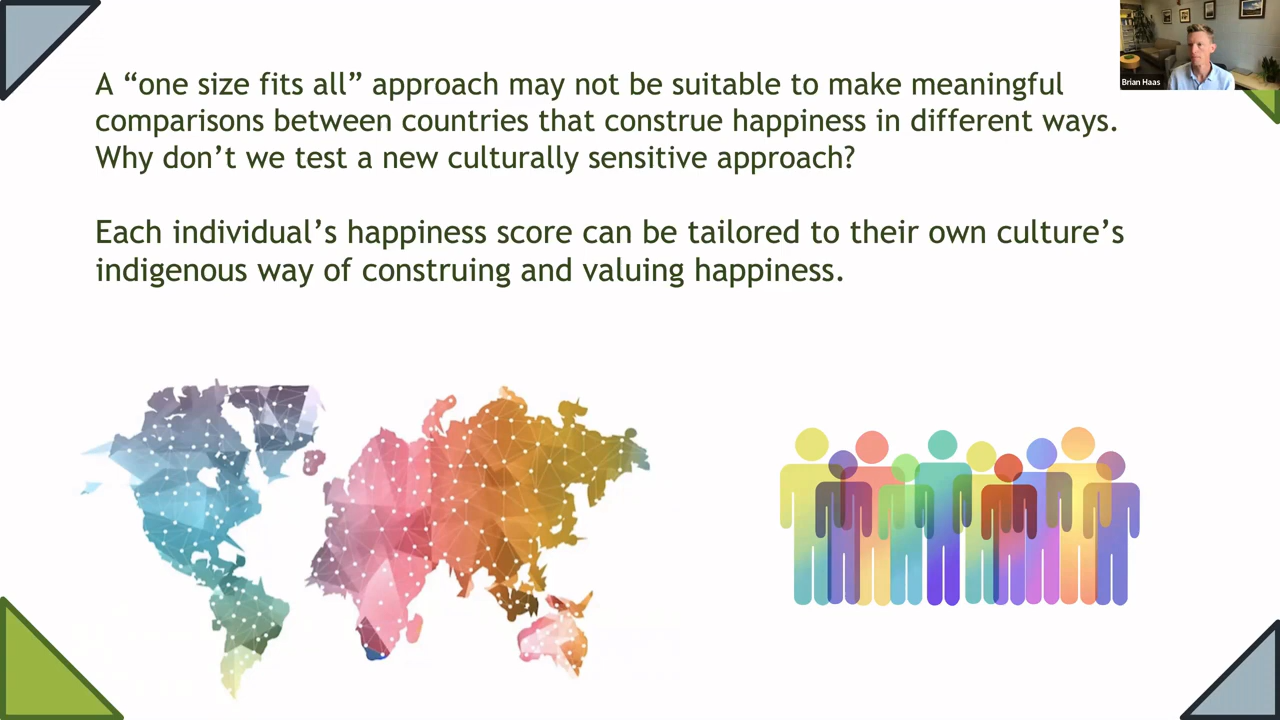 A “one size fits all” approach may not be suitable to make meaningful
comparisons between countries that construe happiness in different ways.
Why don’t we test a new culturally sensitive approach?
Each individual’s happiness score can be tailored to their own culture’s
indigenous way of construing and valuing happiness.
Brian Haas